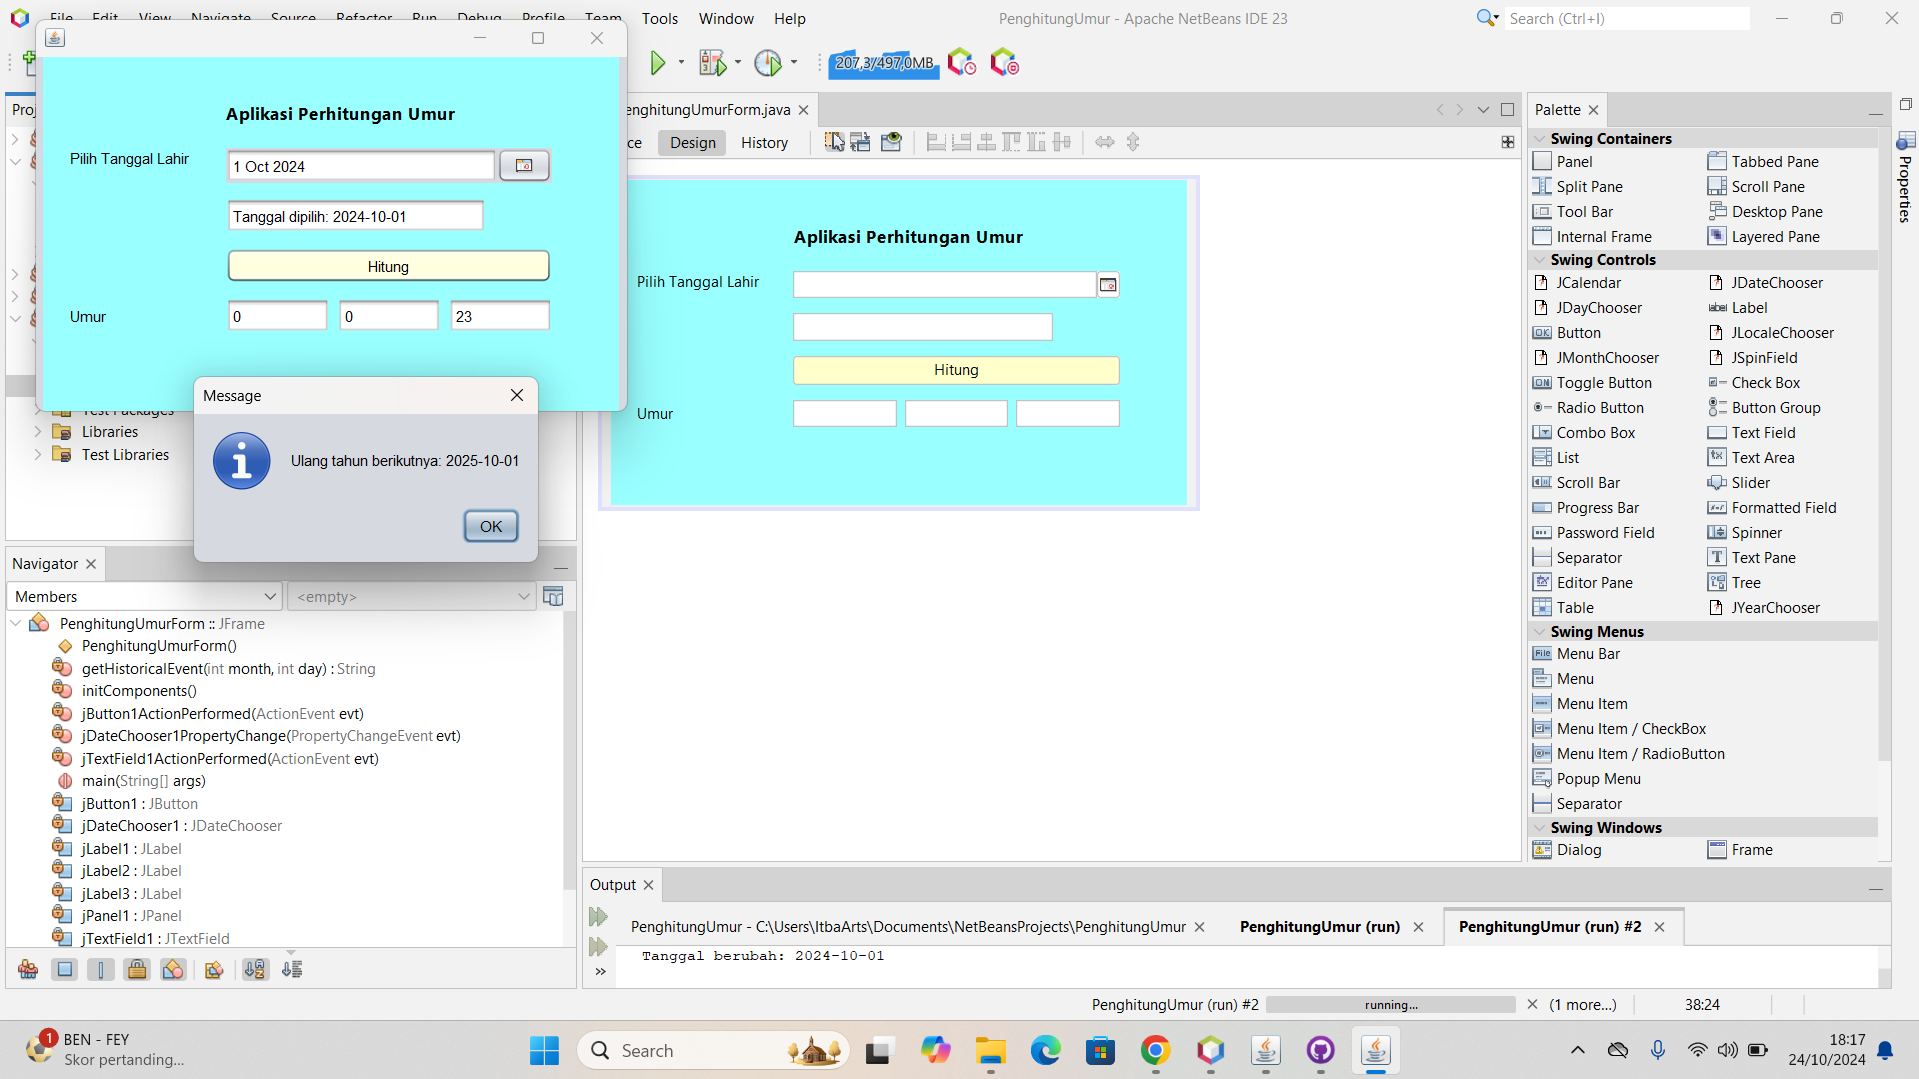 File Edit View Navigate Source Refactor Run Debug Profile Team Tools Window Help
PenghitungUmur - Apache NetBeans IDE 23
Search (Ctrl+I)
207,3/497,0MB
Aplikasi Perhitungan Umur
Pilih Tanggal Lahir
1 Oct 2024
Tanggal dipilih: 2024-10-01
Hitung
Umur
0
0
23
Message
Ulang tahun berikutnya: 2025-10-01
OK
Proj
Test Packages
Libraries
Test Libraries
enghitungUmurForm.java
ce
Design
History
Aplikasi Perhitungan Umur
Pilih Tanggal Lahir
Hitung
Umur
Palette
Swing Containers
Panel
Tabbed Pane
Split Pane
Scroll Pane
Tool Bar
Desktop Pane
Internal Frame
Layered Pane
Swing Controls
JCalendar
JDateChooser
JDayChooser
Label
Button
JLocaleChooser
JMonthChooser
JSpinField
Toggle Button
Check Box
Radio Button
Button Group
Combo Box
Text Field
List
Text Area
Scroll Bar
Slider
Progress Bar
Formatted Field
Password Field
Spinner
Separator
Text Pane
Editor Pane
Tree
Table
JYearChooser
Swing Menus
Menu Bar
Menu
Menu Item
Menu Item / CheckBox
Menu Item / RadioButton
Popup Menu
Separator
Swing Windows
Dialog
Frame
Properties
Navigator
Members
<empty>
PenghitungUmurForm :: JFrame
PenghitungUmurForm()
getHistoricalEvent(int month, int day) : String
initComponents()
jButton1ActionPerformed(ActionEvent evt)
jDateChooser1PropertyChange(PropertyChangeEvent evt)
jTextField1ActionPerformed(ActionEvent evt)
main(String[] args)
jButton1 : JButton
jDateChooser1 : JDateChooser
jLabel1 : JLabel
jLabel2 : JLabel
jLabel3 : JLabel
jPanel1 : JPanel
jTextField1 : JTextField
Output
PenghitungUmur - C:\Users\ItbaArts\Documents\NetBeansProjects\PenghitungUmur
PenghitungUmur (run)
PenghitungUmur (run) #2
Tanggal berubah: 2024-10-01
PenghitungUmur (run) #2
running...
(1 more...)
38:24
1
BEN - FEY
Skor pertanding...
Search
18:17
24/10/2024